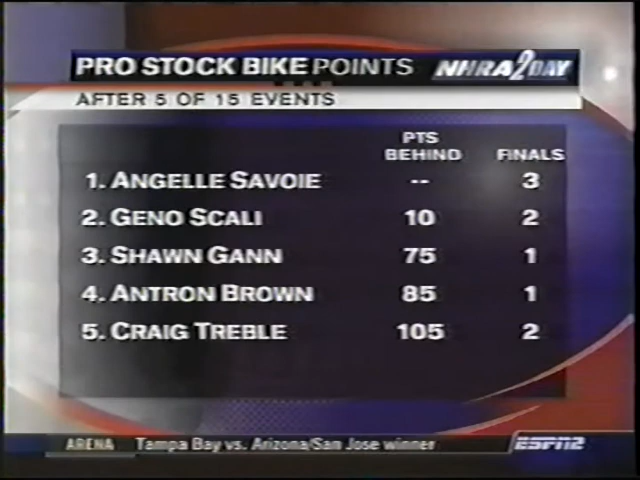 PRO STOCK BIKE POINTS NHRA2DAY
AFTER 5 OF 15 EVENTS
PTS
BEHIND FINALS
1. ANGELLE SAVOIE -- 3
2. GENO SCALI 10 2
3. SHAWN GANN 75 1
4. ANTRON BROWN 85 1
5. CRAIG TREBLE 105 2
ARENA Tampa Bay vs. Arizona/San Jose winner ESPN2